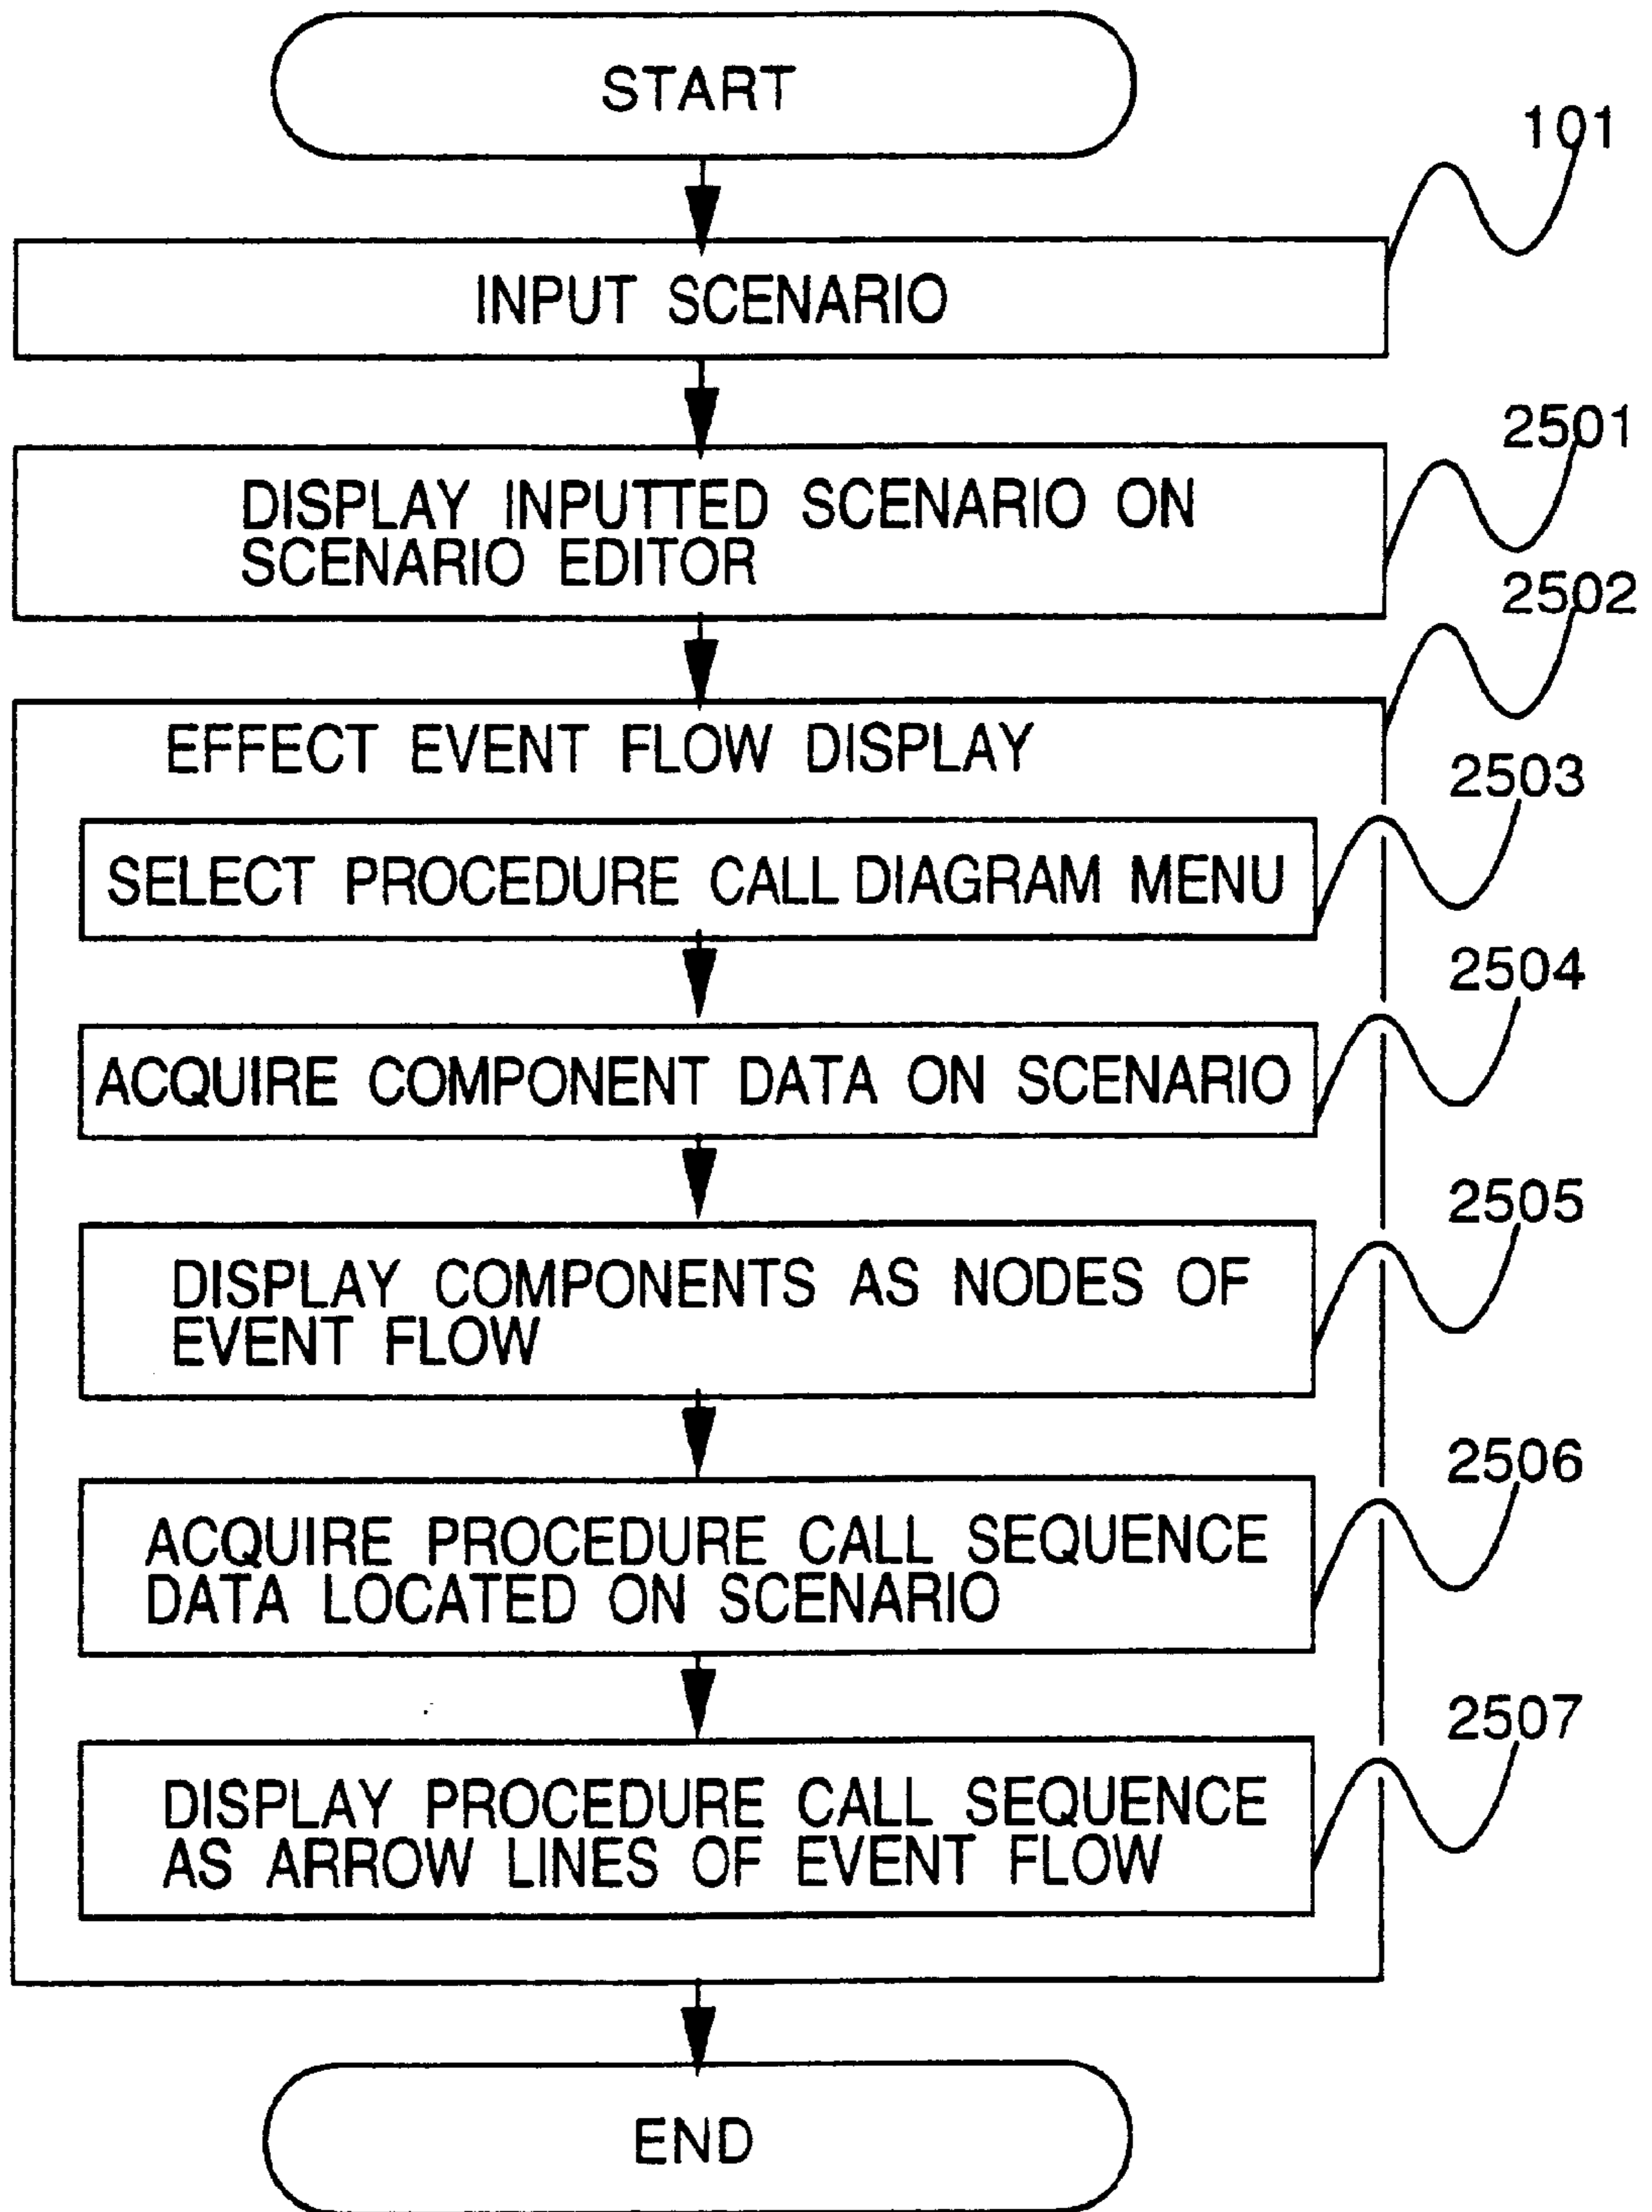 START
101
INPUT SCENARIO
2501
DISPLAY INPUTTED SCENARIO ON
SCENARIO EDITOR
2502
EFFECT EVENT FLOW DISPLAY
2503
SELECT PROCEDURE CALL DIAGRAM MENU
2504
ACQUIRE COMPONENT DATA ON SCENARIO
2505
DISPLAY COMPONENTS AS NODES OF
EVENT FLOW
2506
ACQUIRE PROCEDURE CALL SEQUENCE
DATA LOCATED ON SCENARIO
2507
DISPLAY PROCEDURE CALL SEQUENCE
AS ARROW LINES OF EVENT FLOW
END